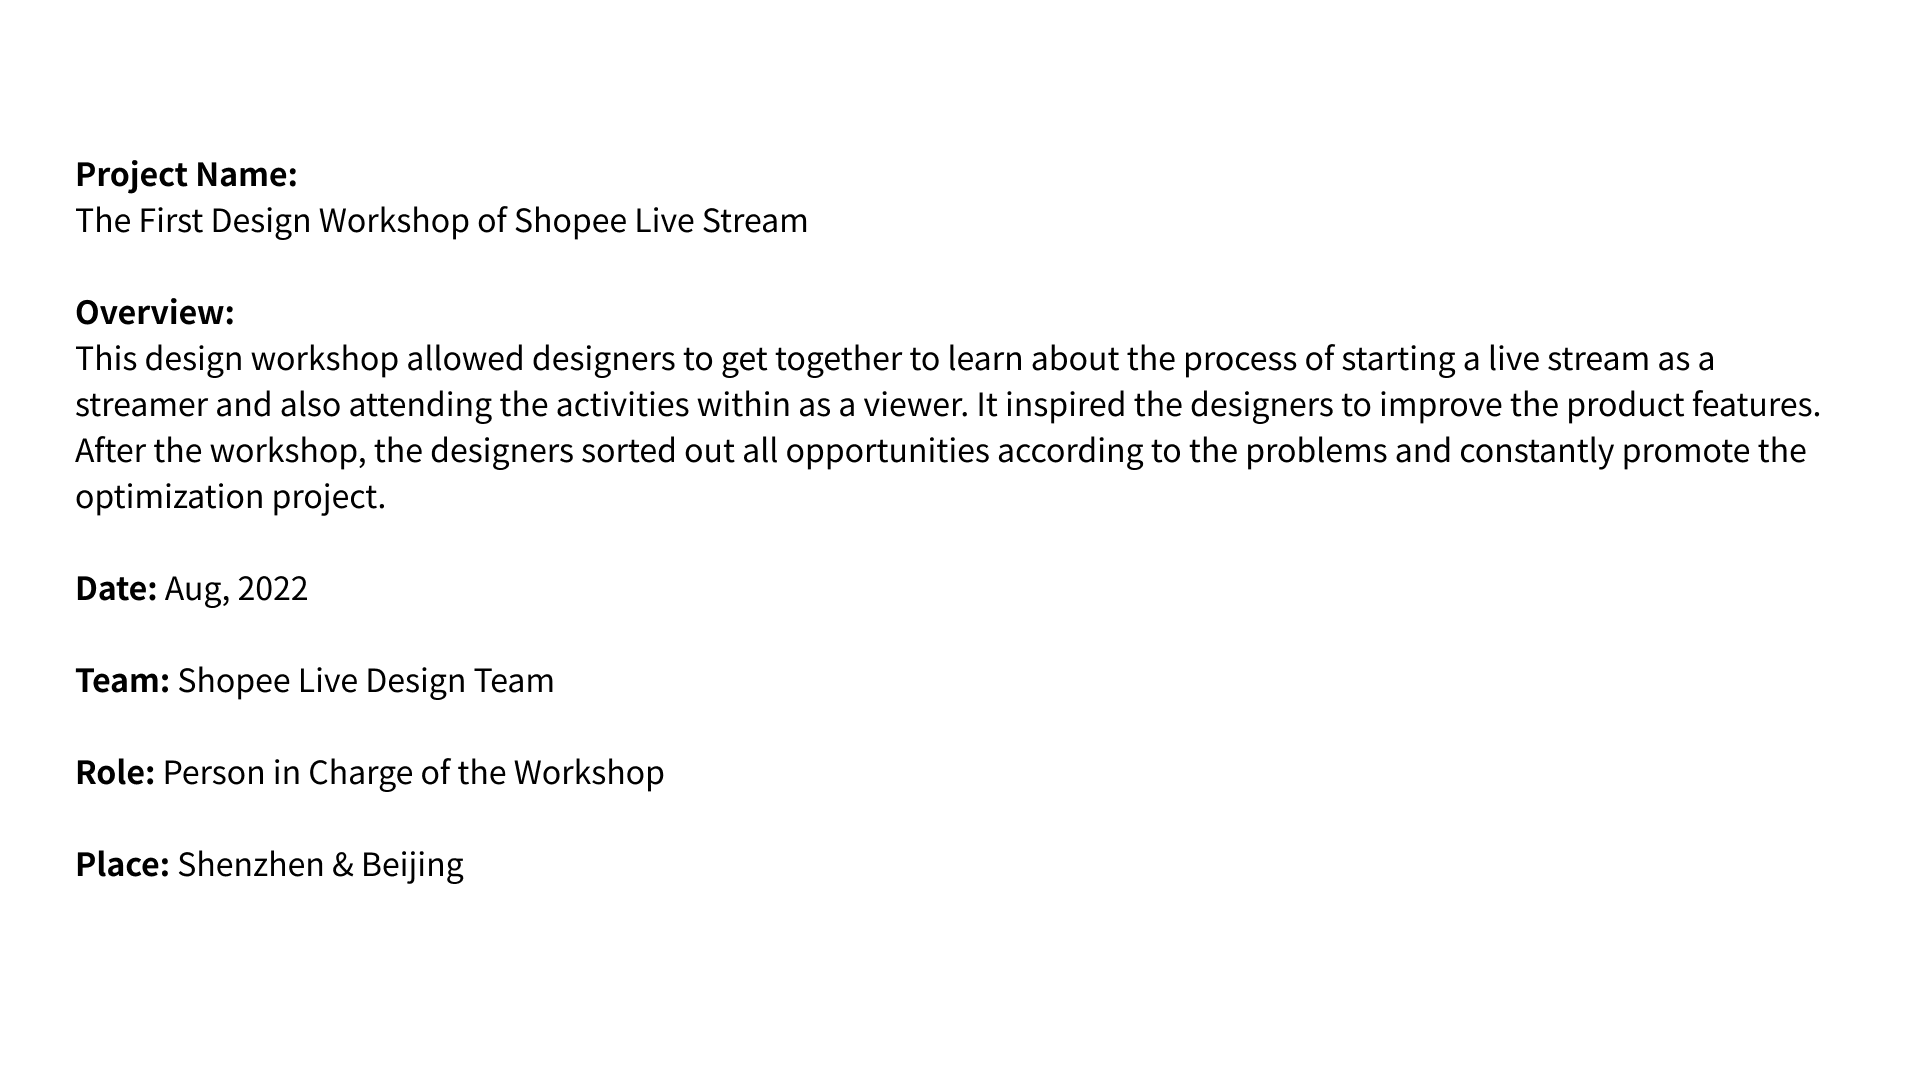 Project Name:
The First Design Workshop of Shopee Live Stream
Overview:
This design workshop allowed designers to get together to learn about the process of starting a live stream as a
streamer and also attending the activities within as a viewer. It inspired the designers to improve the product features.
After the workshop, the designers sorted out all opportunities according to the problems and constantly promote the
optimization project.
Date: Aug, 2022
Team: Shopee Live Design Team
Role: Person in Charge of the Workshop
Place: Shenzhen & Beijing